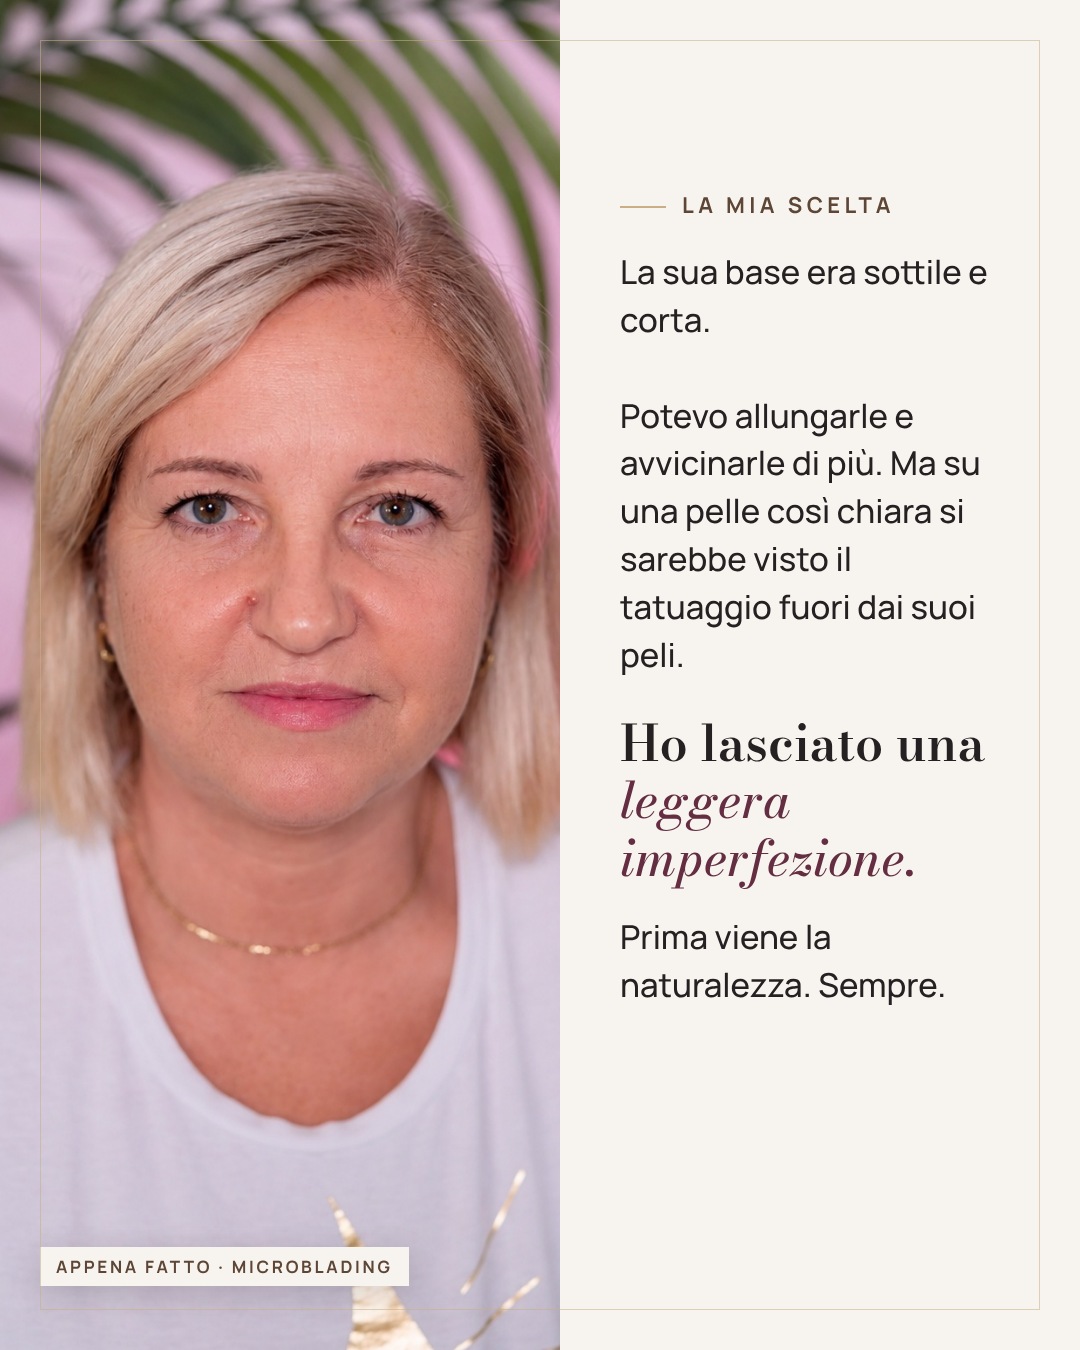 LA MIA SCELTA
La sua base era sottile e
corta.
Potevo allungarle e
avvicinarle di più. Ma su
una pelle così chiara si
sarebbe visto il
tatuaggio fuori dai suoi
peli.
Ho lasciato una
leggera
imperfezione.
Prima viene la
naturalezza. Sempre.
APPENA FATTO · MICROBLADING